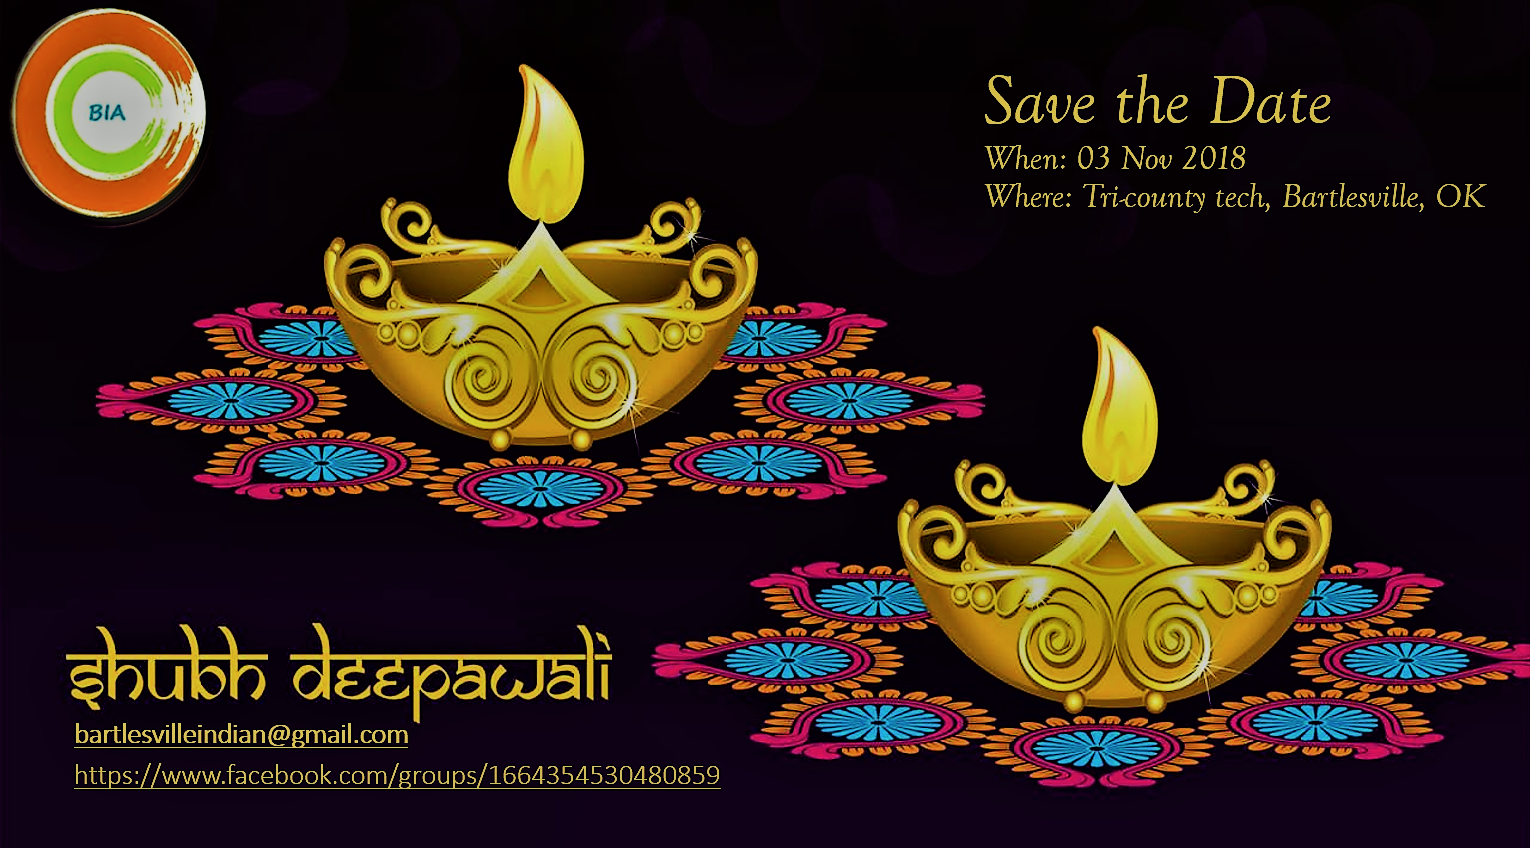 BIA
Save the Date
When: 03 Nov 2018
Where: Tri-county tech, Bartlesville, OK
shubh deepawali
bartlesvilleindian@gmail.com
https://www.facebook.com/groups/1664354530480859